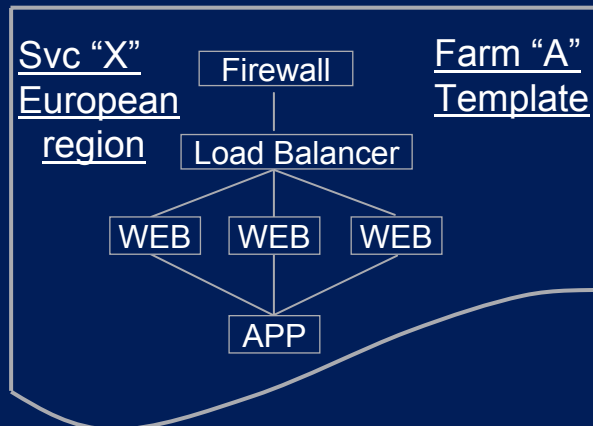 Svc “X”
European
region
Farm “A”
Template
Firewall
Load Balancer
WEB WEB WEB
APP